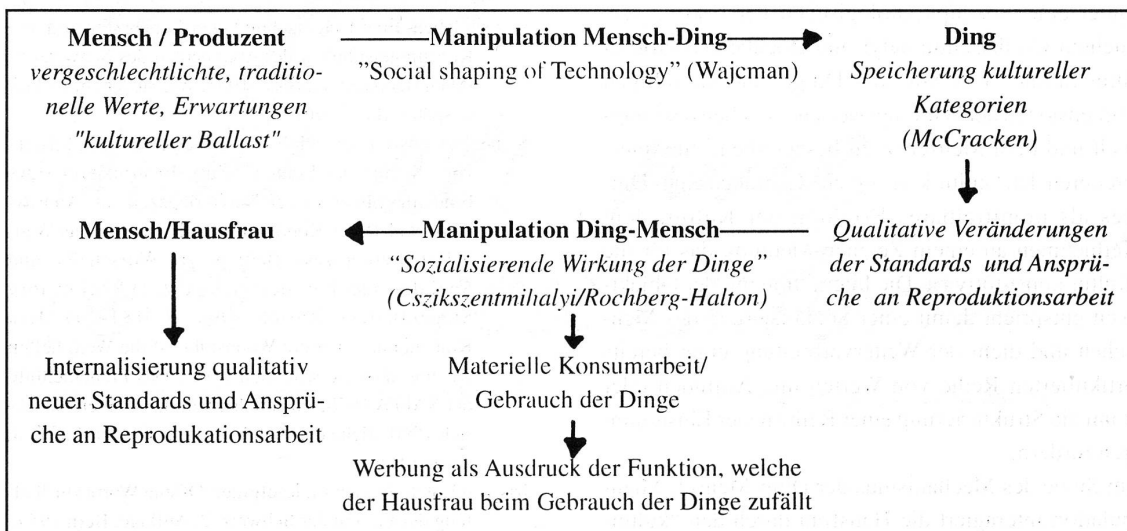 Mensch / Produzent
vergeschlechtlichte, traditio-
nelle Werte, Erwartungen
"kultureller Ballast"
Manipulation Mensch-Ding
"Social shaping of Technology" (Wajcman)
Ding
Speicherung kultureller
Kategorien
(McCracken)
Mensch/Hausfrau
Manipulation Ding-Mensch
“Sozialisierende Wirkung der Dinge”
(Cszikszentmihalyi/Rochberg-Halton)
Qualitative Veränderungen
der Standards und Ansprü-
che an Reproduktionsarbeit
Internalisierung qualitativ
neuer Standards und Ansprü-
che an Reprodukationsarbeit
Materielle Konsumarbeit/
Gebrauch der Dinge
Werbung als Ausdruck der Funktion, welche
der Hausfrau beim Gebrauch der Dinge zufällt